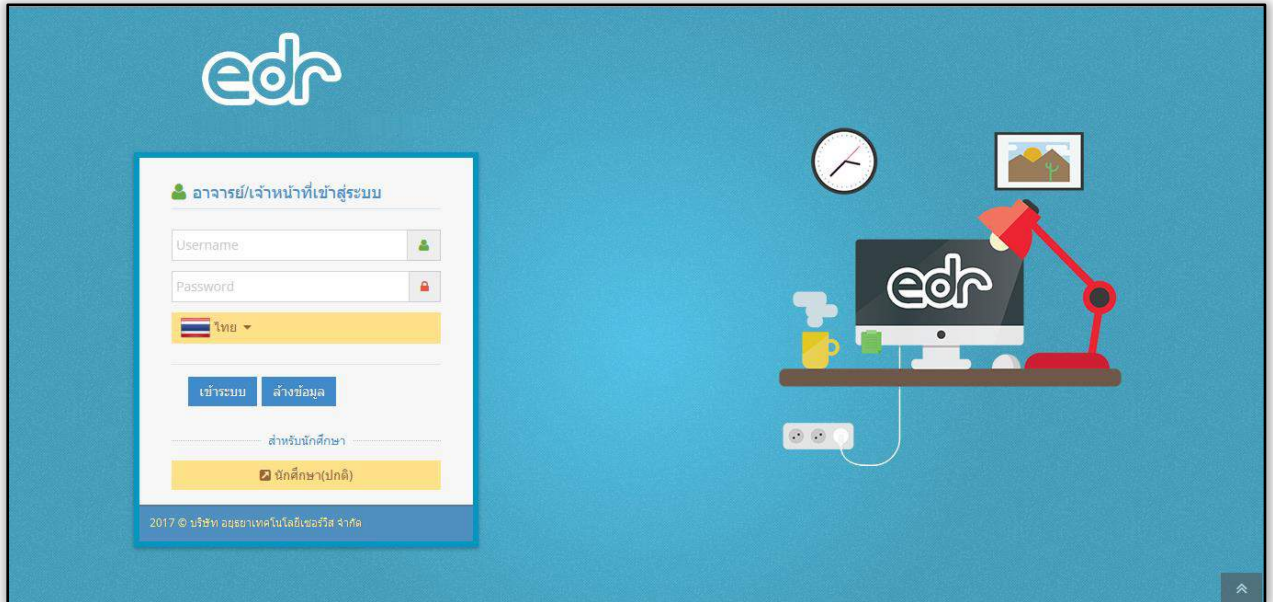 edr
อาจารย์/เจ้าหน้าที่เข้าสู่ระบบ
Username
Password
ไทย
เข้าระบบ ล้างข้อมูล
สำหรับนักศึกษา
นักศึกษา(ปกติ)
2017 © บริษัท อยุธยาเทคโนโลยีเซอร์วิส จำกัด
edr